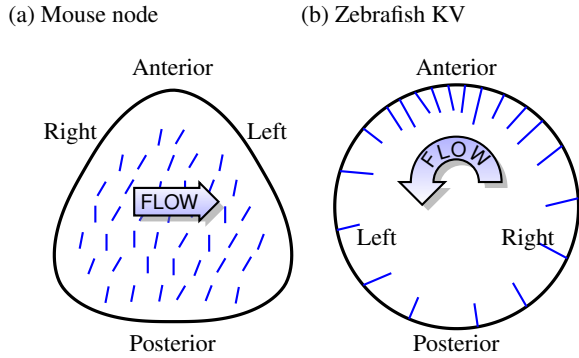 (a) Mouse node
Anterior
Right
Left
FLOW
Posterior
(b) Zebrafish KV
Anterior
FLOW
Left
Right
Posterior